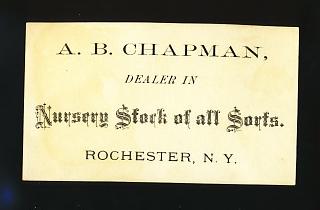 A. B. CHAPMAN,
DEALER IN
Nursery Stock of all Sorts.
ROCHESTER, N. Y.